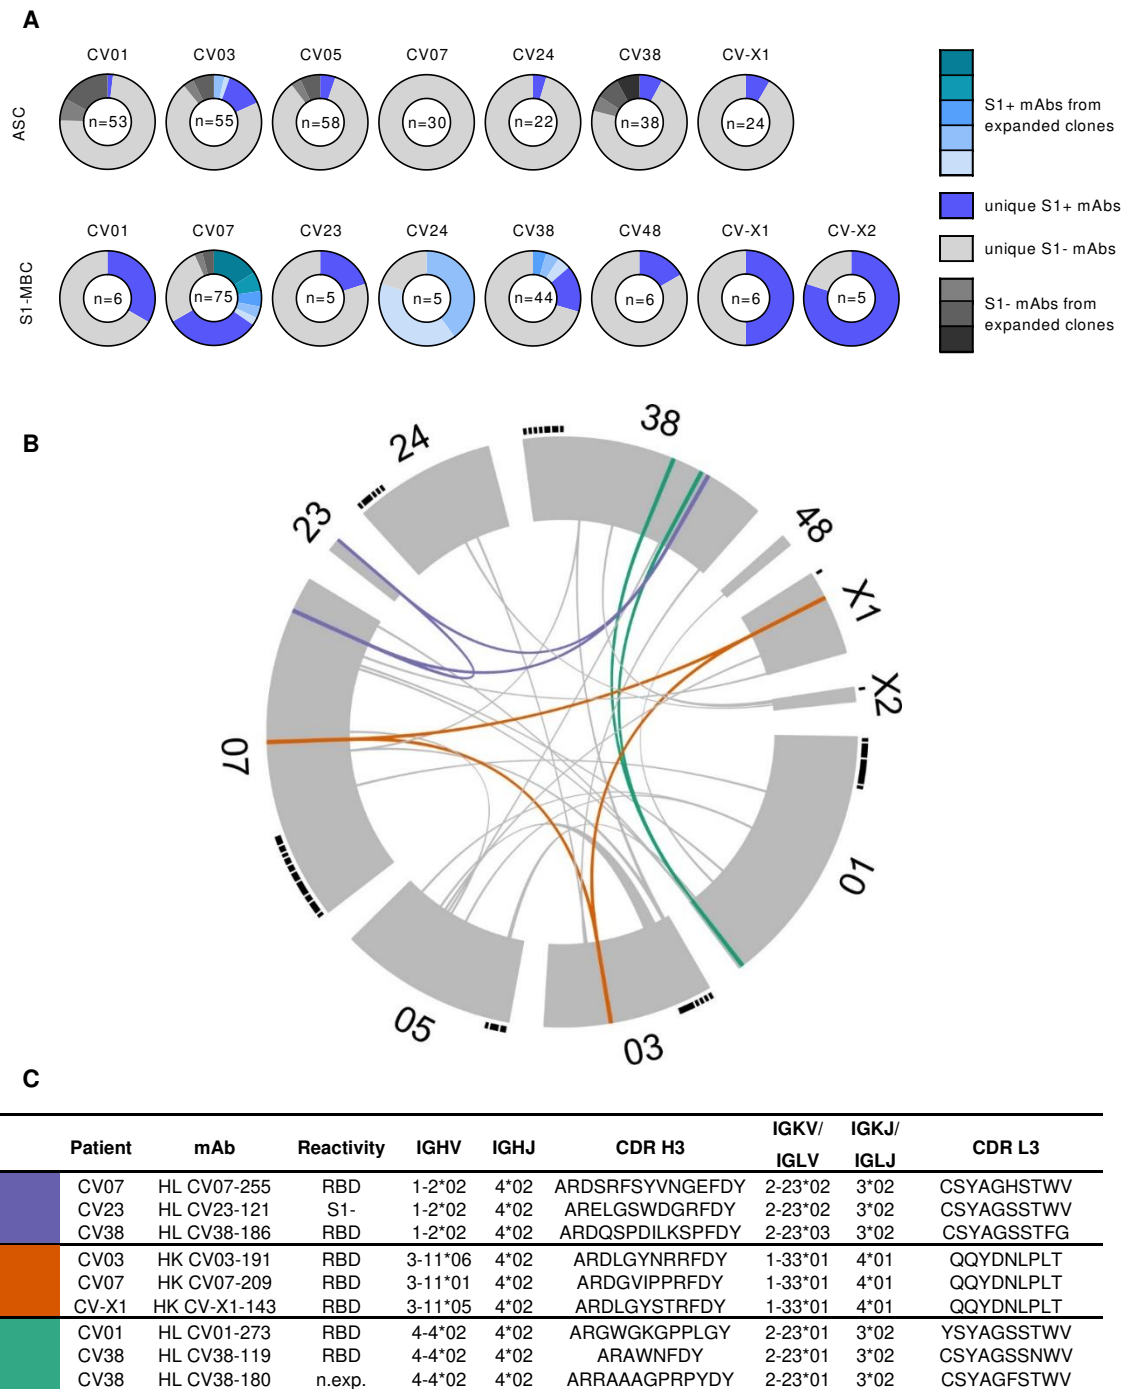 A
CV01 CV03 CV05 CV07 CV24 CV38 CV-X1
ASC
n=53 n=55 n=58 n=30 n=22 n=38 n=24
S1+ mAbs from
expanded clones
unique S1+ mAbs
unique S1- mAbs
S1- mAbs from
expanded clones
CV01 CV07 CV23 CV24 CV38 CV48 CV-X1 CV-X2
S1-MBC
n=6 n=75 n=5 n=5 n=44 n=6 n=6 n=5
B
38
24
23
48
X1
X2
07
01
05
03
C
Patient mAb Reactivity IGHV IGHJ CDR H3 IGKV/ IGLV IGKJ/ IGLJ CDR L3
CV07 HL CV07-255 RBD 1-2*02 4*02 ARDSRFSYVNGEFDY 2-23*02 3*02 CSYAGHSTWV
CV23 HL CV23-121 S1- 1-2*02 4*02 ARELGSWDGRFDY 2-23*02 3*02 CSYAGSSTWV
CV38 HL CV38-186 RBD 1-2*02 4*02 ARDQSPDILKSPFDY 2-23*03 3*02 CSYAGSSTFG
CV03 HK CV03-191 RBD 3-11*06 4*02 ARDLGYNRRFDY 1-33*01 4*01 QQYDNLPLT
CV07 HK CV07-209 RBD 3-11*01 4*02 ARDGVIPPRFDY 1-33*01 4*01 QQYDNLPLT
CV-X1 HK CV-X1-143 RBD 3-11*05 4*02 ARDLGYSTRFDY 1-33*01 4*01 QQYDNLPLT
CV01 HL CV01-273 RBD 4-4*02 4*02 ARGWGKGPPLGY 2-23*01 3*02 YSYAGSSTWV
CV38 HL CV38-119 RBD 4-4*02 4*02 ARAWNFDY 2-23*01 3*02 CSYAGSSNWV
CV38 HL CV38-180 n.exp. 4-4*02 4*02 ARRAAAGPRPYDY 2-23*01 3*02 CSYAGFSTWV